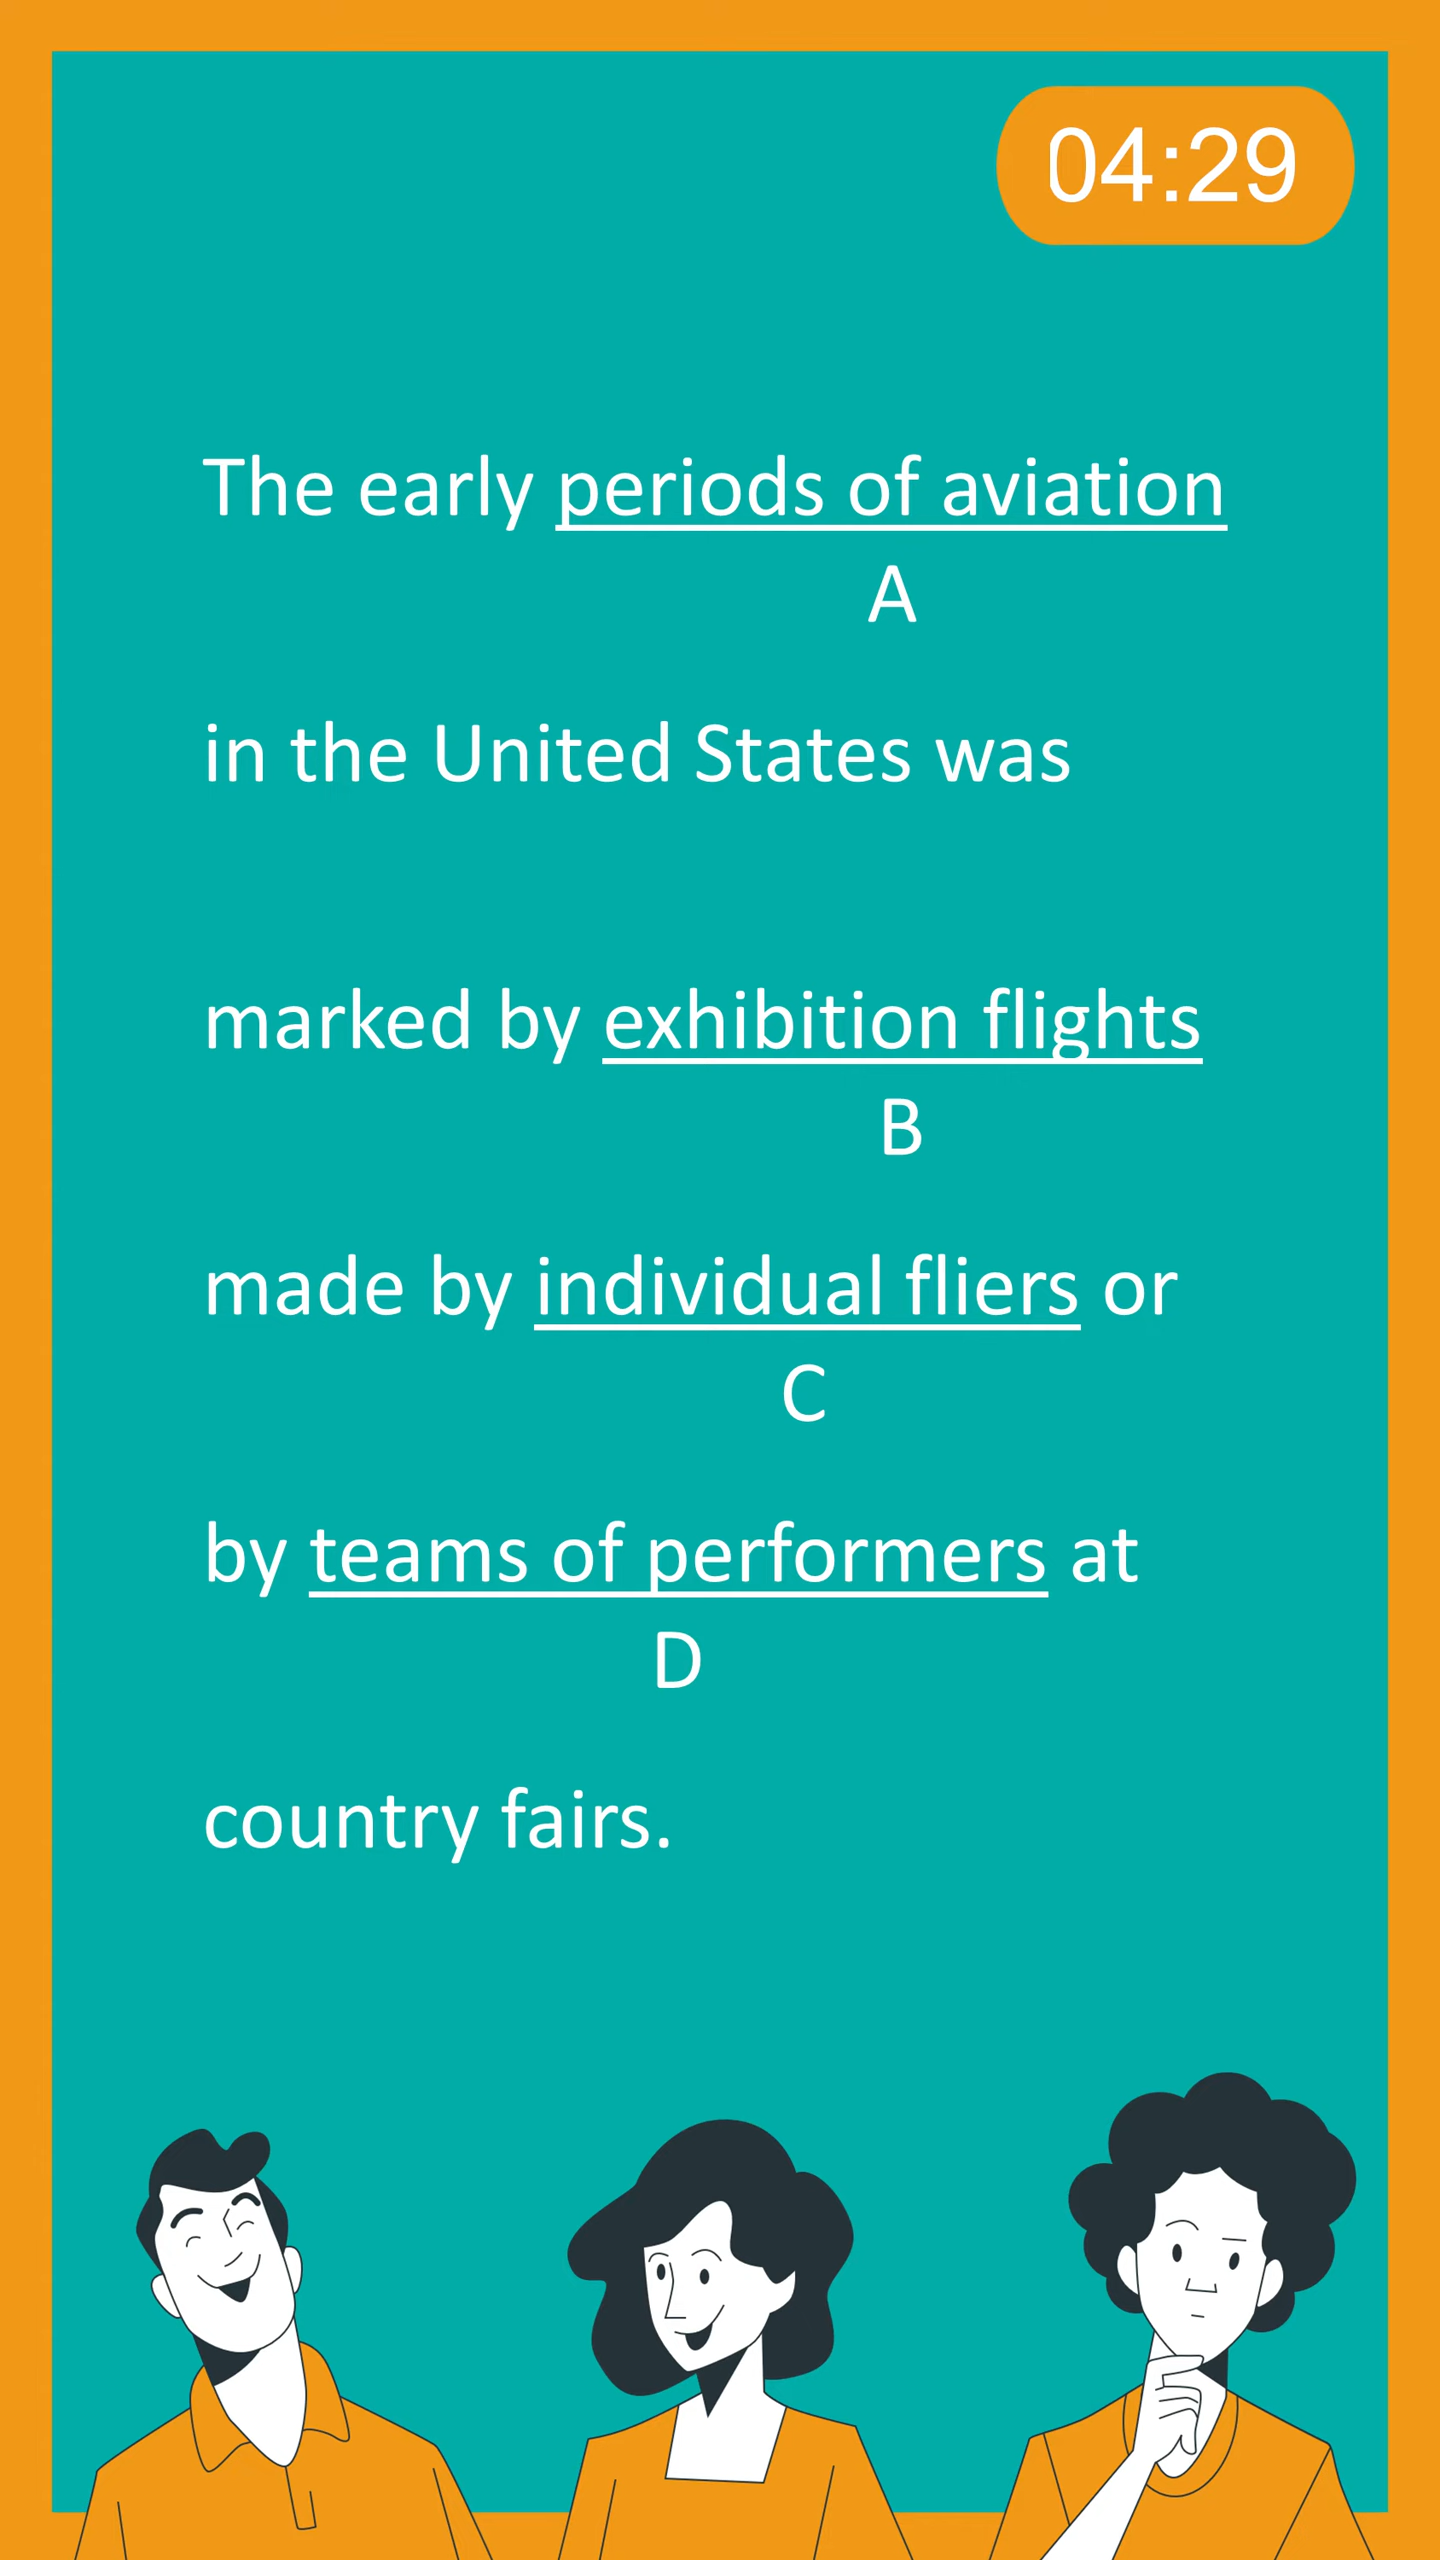 04:29
The early periods of aviation
A
in the United States was
marked by exhibition flights
B
made by individual fliers or
C
by teams of performers at
D
country fairs.